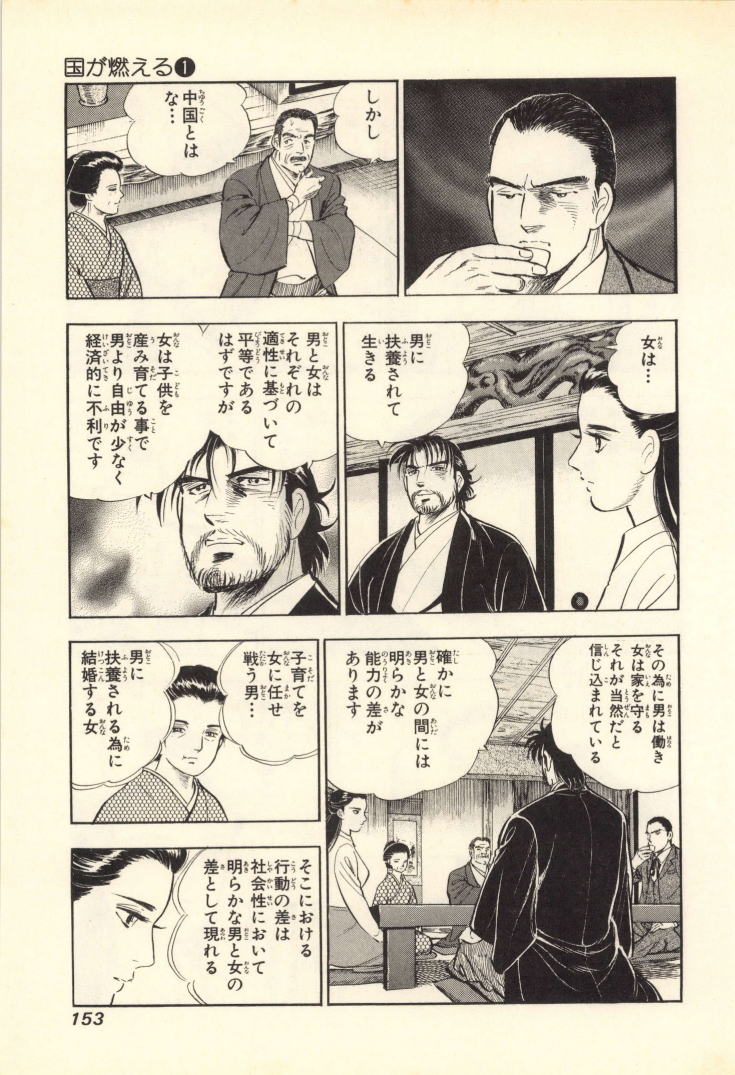 国が燃える❶
しかし
中国とは
な…
女は…
男に
扶養されて
生きる
男と女は
それぞれの
適性に基づいて
平等である
はずですが
女は子供を
産み育てる事で
男より自由が少なく
経済的に不利です
その為に男は働き
女は家を守る
それが当然だと
信じ込まれている
確かに
男と女の間には
明らかな
能力の差が
あります
子育てを
女に任せ
戦う男…
男に
扶養される為に
結婚する女
そこにおける
行動の差は
社会性において
明らかな男と女の
差として現れる
153